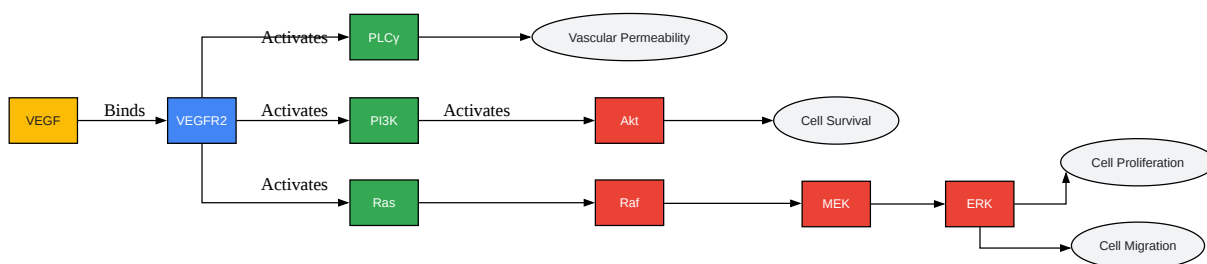 Activates
PLCγ
Vascular Permeability
VEGF
Binds
VEGFR2
Activates
PI3K
Activates
Akt
Cell Survival
Activates
Ras
Raf
MEK
ERK
Cell Proliferation
Cell Migration